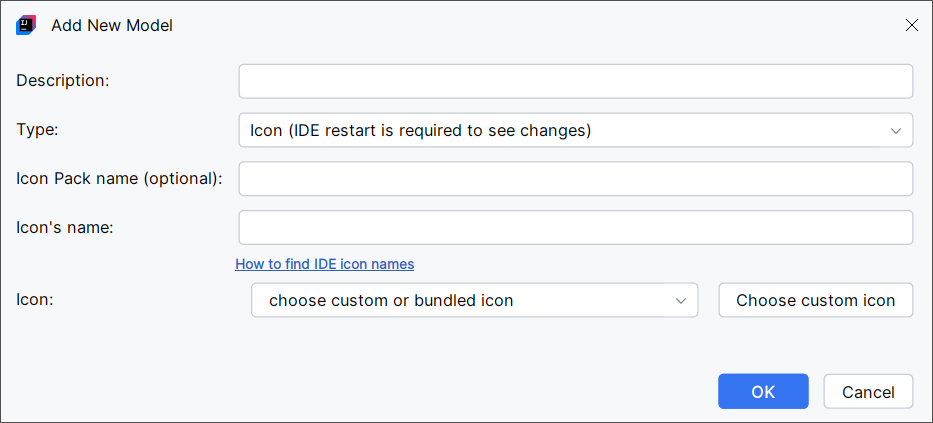 Add New Model
Description:
Type:
Icon (IDE restart is required to see changes)
Icon Pack name (optional):
Icon's name:
How to find IDE icon names
Icon:
choose custom or bundled icon
Choose custom icon
OK
Cancel